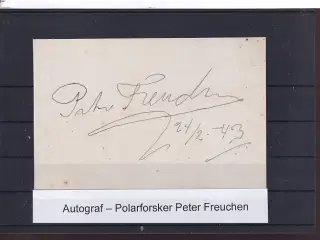 Peter Freuchen
24/2-43
Autograf – Polarforsker Peter Freuchen